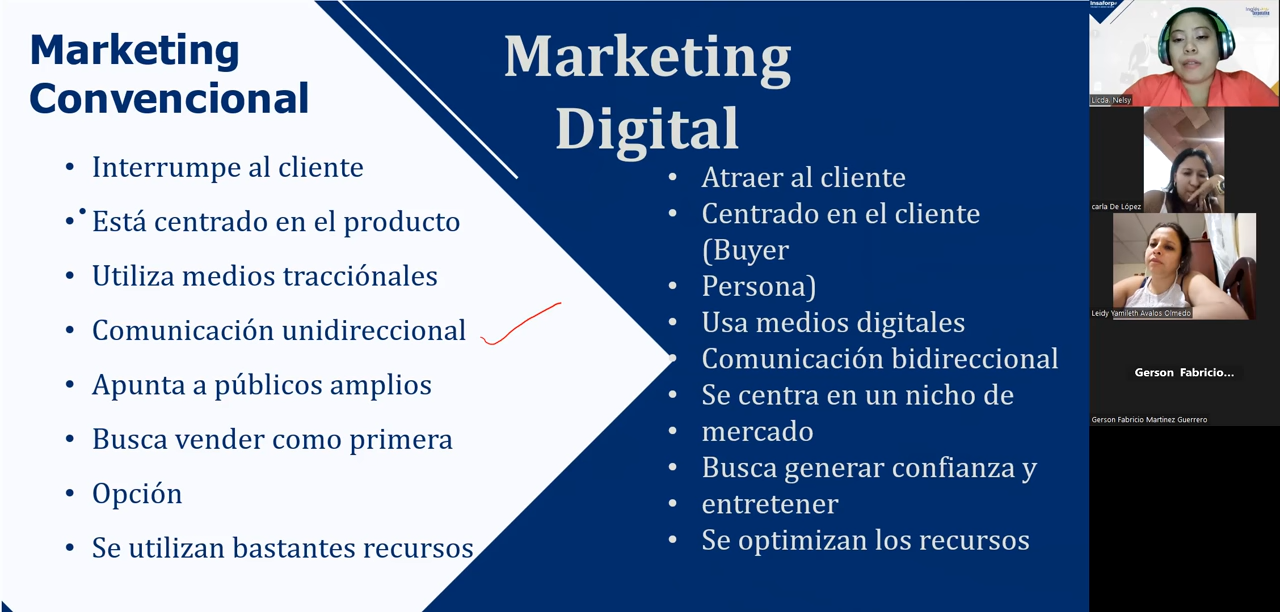 Marketing
Convencional
• Interrumpe al cliente
• Está centrado en el producto
• Utiliza medios tracciónales
• Comunicación unidireccional
• Apunta a públicos amplios
• Busca vender como primera
• Opción
• Se utilizan bastantes recursos
Marketing
Digital
• Atraer al cliente
• Centrado en el cliente
(Buyer
• Persona)
• Usa medios digitales
• Comunicación bidireccional
• Se centra en un nicho de
• mercado
• Busca generar confianza y
• entretener
• Se optimizan los recursos
Insaforp
Licda. Nelsy
carla De López
Leidy Yamileth Avalos Olmedo
Gerson Fabricio...
Gerson Fabricio Martinez Guerrero